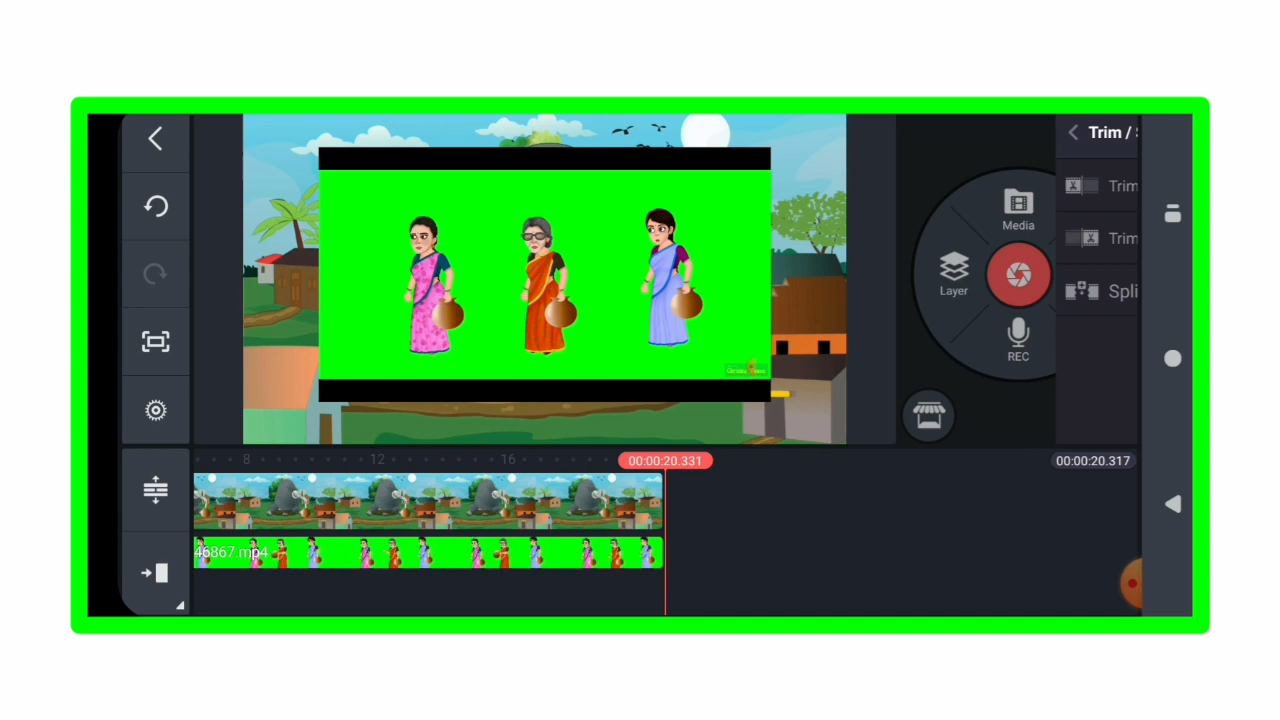 Trim / S
Media
Trim
Trim
Layer
Spli
REC
8
12
16
00:00:20.331
00:00:20.317
46867.mp4